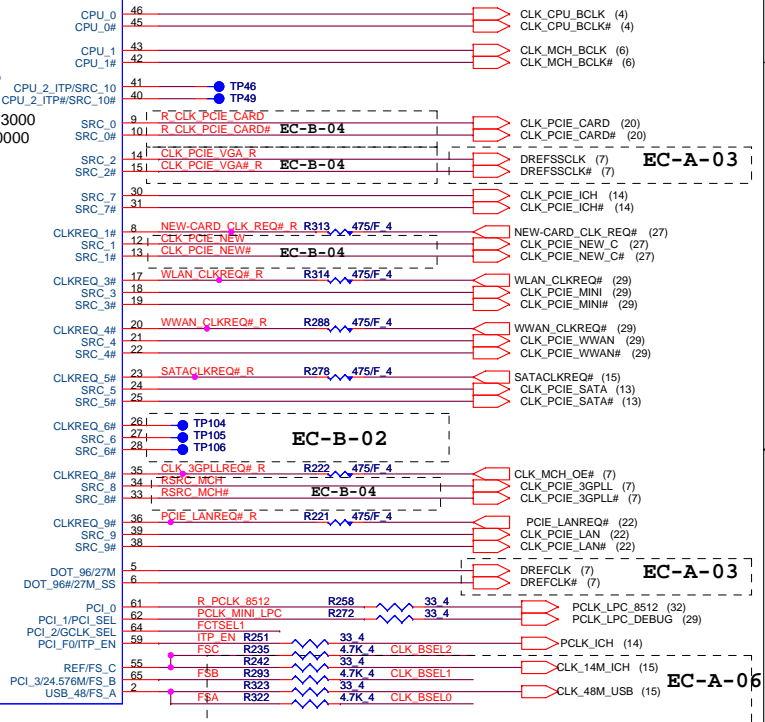 CPU_0 46 CLK_CPU_BCLK (4)
CPU_0# 45 CLK_CPU_BCLK# (4)
CPU_1 43 CLK_MCH_BCLK (6)
CPU_1# 42 CLK_MCH_BCLK# (6)
CPU_2_ITP/SRC_10 41 TP46
CPU_2_ITP#/SRC_10# 40 TP49
3000
0000
SRC_0 9 R_CLK_PCIE_CARD CLK_PCIE_CARD (20)
SRC_0# 10 R_CLK_PCIE_CARD# EC-B-04 CLK_PCIE_CARD# (20)
SRC_2 14 CLK_PCIE_VGA_R DREFSSCLK (7) EC-A-03
SRC_2# 15 CLK_PCIE_VGA#_R EC-B-04 DREFSSCLK# (7)
SRC_7 30 CLK_PCIE_ICH (14)
SRC_7# 31 CLK_PCIE_ICH# (14)
CLKREQ_1# 8 NEW-CARD_CLK_REQ#_R R313 475/F_4 NEW-CARD_CLK_REQ# (27)
SRC_1 12 CLK_PCIE_NEW CLK_PCIE_NEW_C (27)
SRC_1# 13 CLK_PCIE_NEW# EC-B-04 CLK_PCIE_NEW_C# (27)
CLKREQ_3# 17 WLAN_CLKREQ#_R R314 475/F_4 WLAN_CLKREQ# (29)
SRC_3 18 CLK_PCIE_MINI (29)
SRC_3# 19 CLK_PCIE_MINI# (29)
CLKREQ_4# 20 WWAN_CLKREQ#_R R288 475/F_4 WWAN_CLKREQ# (29)
SRC_4 21 CLK_PCIE_WWAN (29)
SRC_4# 22 CLK_PCIE_WWAN# (29)
CLKREQ_5# 23 SATACLKREQ#_R R278 475/F_4 SATACLKREQ# (15)
SRC_5 24 CLK_PCIE_SATA (13)
SRC_5# 25 CLK_PCIE_SATA# (13)
CLKREQ_6# 26 TP104
SRC_6 27 TP105 EC-B-02
SRC_6# 28 TP106
CLKREQ_8# 35 CLK_3GPLLREQ#_R R222 475/F_4 CLK_MCH_OE# (7)
SRC_8 34 RSRC_MCH CLK_PCIE_3GPLL (7)
SRC_8# 33 RSRC_MCH# EC-B-04 CLK_PCIE_3GPLL# (7)
CLKREQ_9# 36 PCIE_LANREQ#_R R221 475/F_4 PCIE_LANREQ# (22)
SRC_9 39 CLK_PCIE_LAN (22)
SRC_9# 38 CLK_PCIE_LAN# (22)
DOT_96/27M 5 DREFCLK (7) EC-A-03
DOT_96#/27M_SS 6 DREFCLK# (7)
PCI_0 61 R_PCLK_8512 R258 33_4 PCLK_LPC_8512 (32)
PCI_1/PCI_SEL 62 PCLK_MINI_LPC R272 33_4 PCLK_LPC_DEBUG (29)
PCI_2/GCLK_SEL 64 FCTSEL1
PCI_F0/ITP_EN 59 ITP_EN R251 33_4 PCLK_ICH (14)
FSC R235 4.7K_4 CLK_BSEL2
REF/FS_C 55 R242 33_4 CLK_14M_ICH (15)
PCI_3/24.576M/FS_B 65 FSB R293 4.7K_4 CLK_BSEL1 EC-A-06
USB_48/FS_A 2 R323 33_4 CLK_48M_USB (15)
FSA R322 4.7K_4 CLK_BSEL0